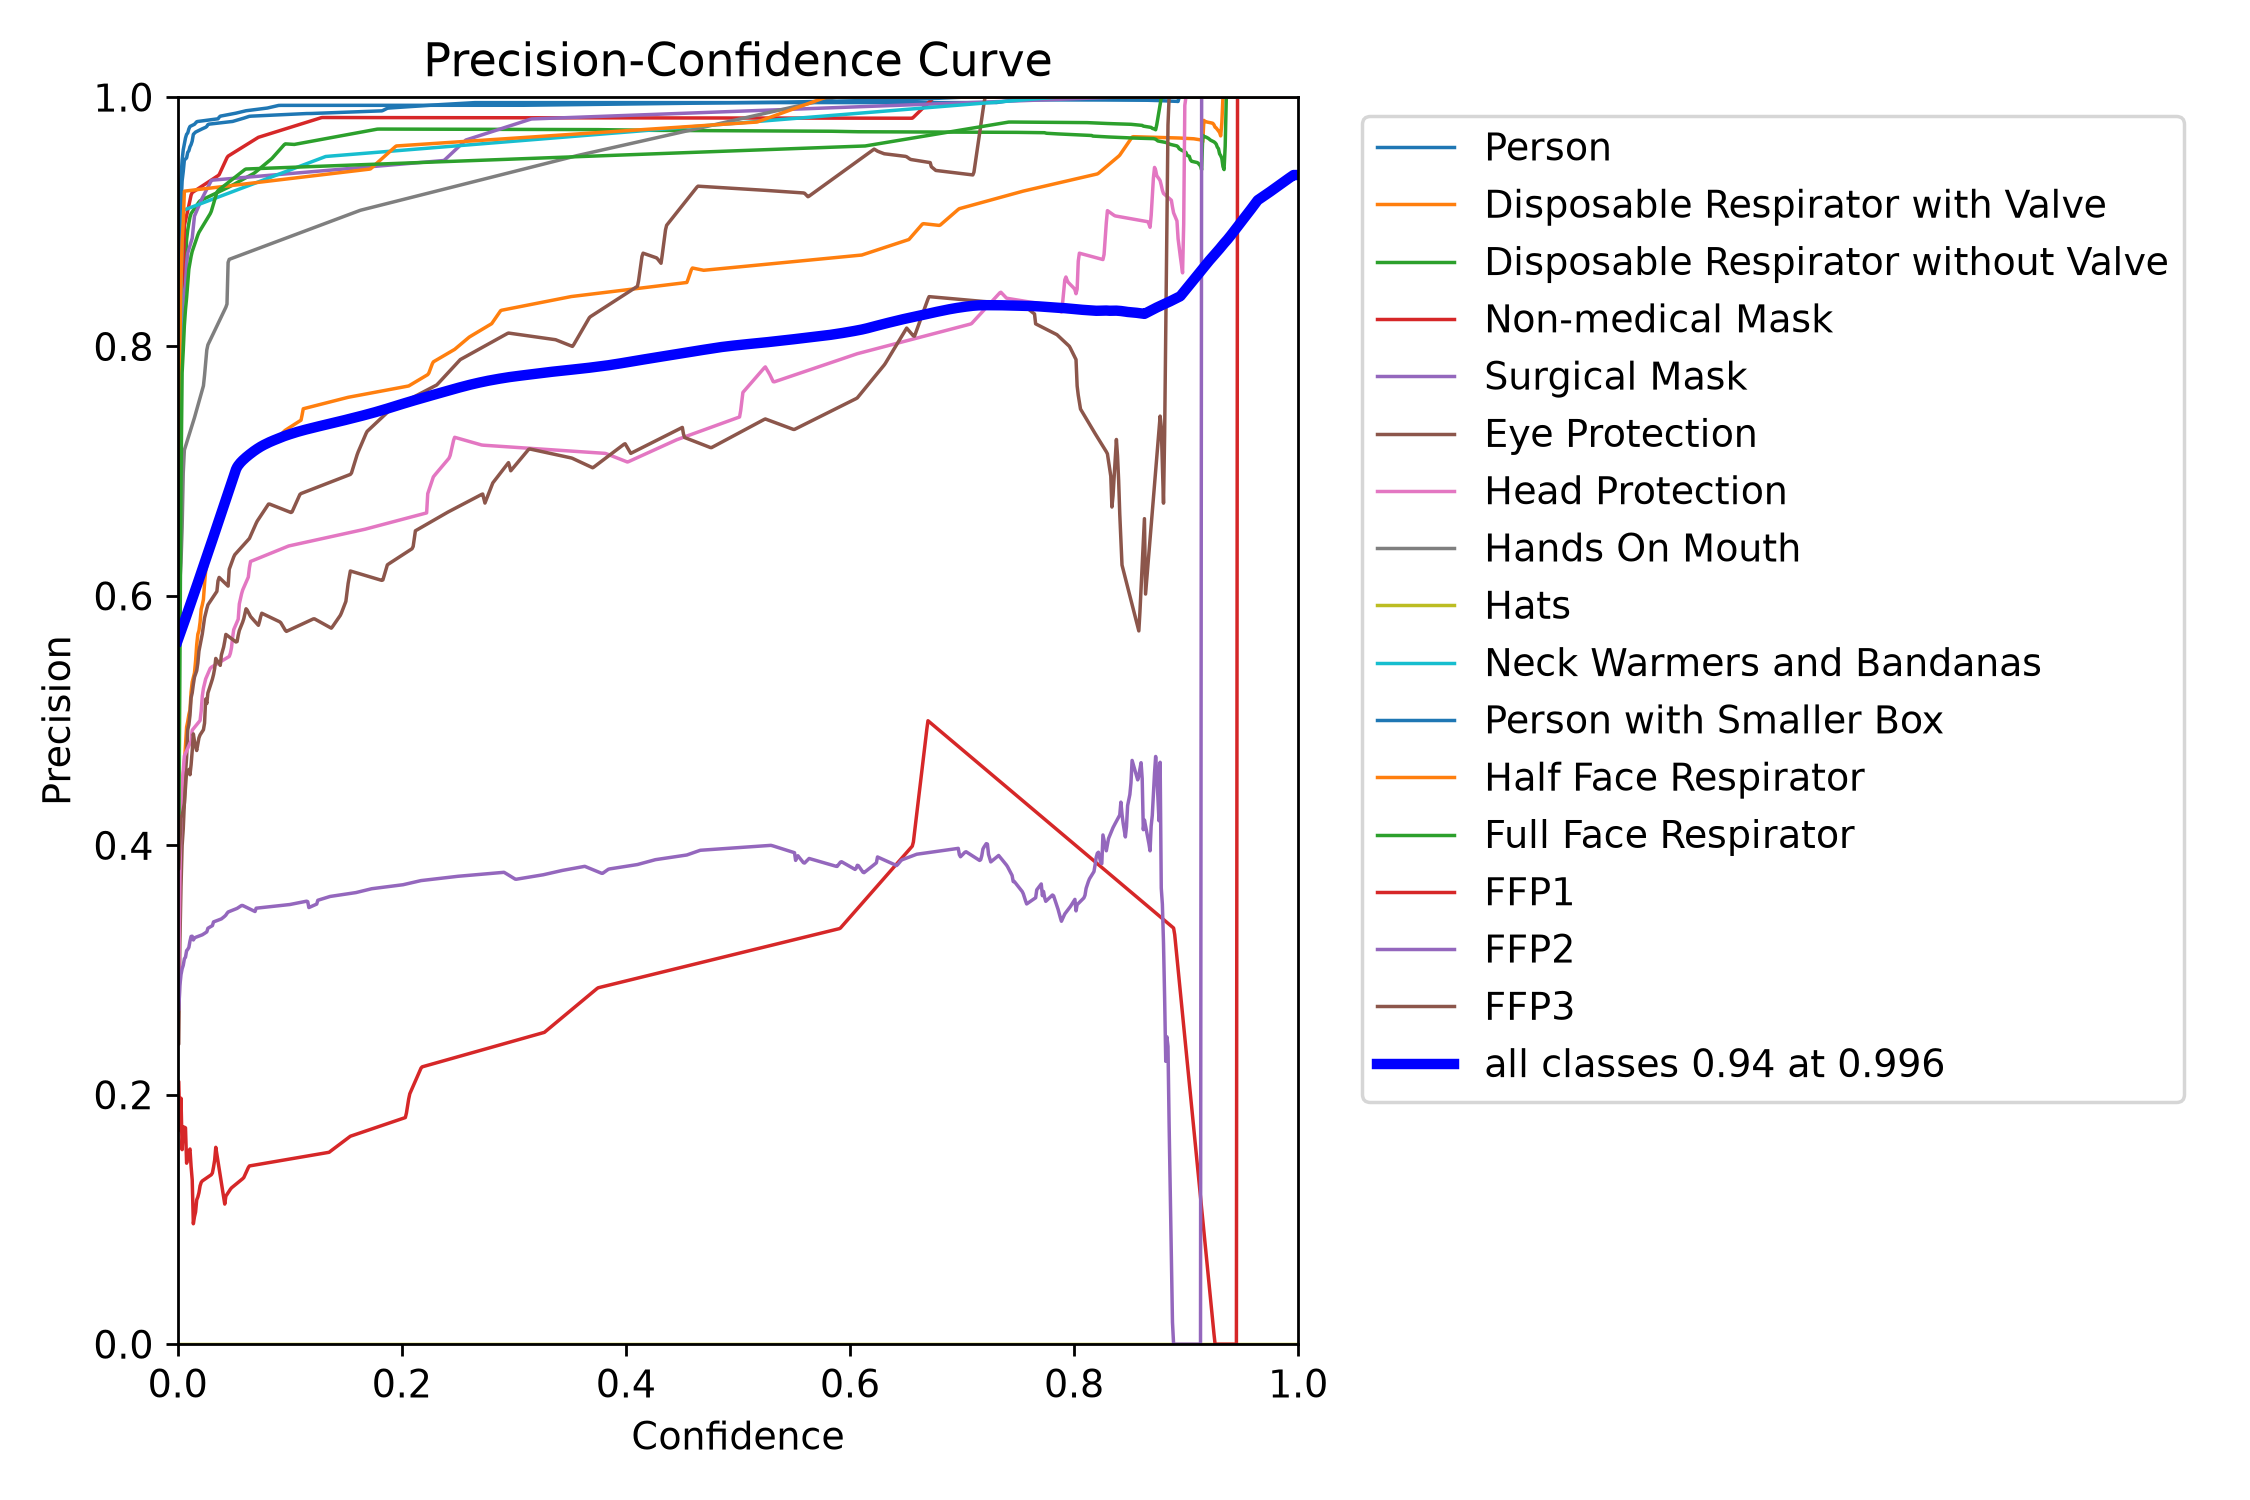 Precision-Confidence Curve
1.0
0.8
0.6
0.4
0.2
0.0
Precision
0.0 0.2 0.4 0.6 0.8 1.0
Confidence
Person
Disposable Respirator with Valve
Disposable Respirator without Valve
Non-medical Mask
Surgical Mask
Eye Protection
Head Protection
Hands On Mouth
Hats
Neck Warmers and Bandanas
Person with Smaller Box
Half Face Respirator
Full Face Respirator
FFP1
FFP2
FFP3
all classes 0.94 at 0.996